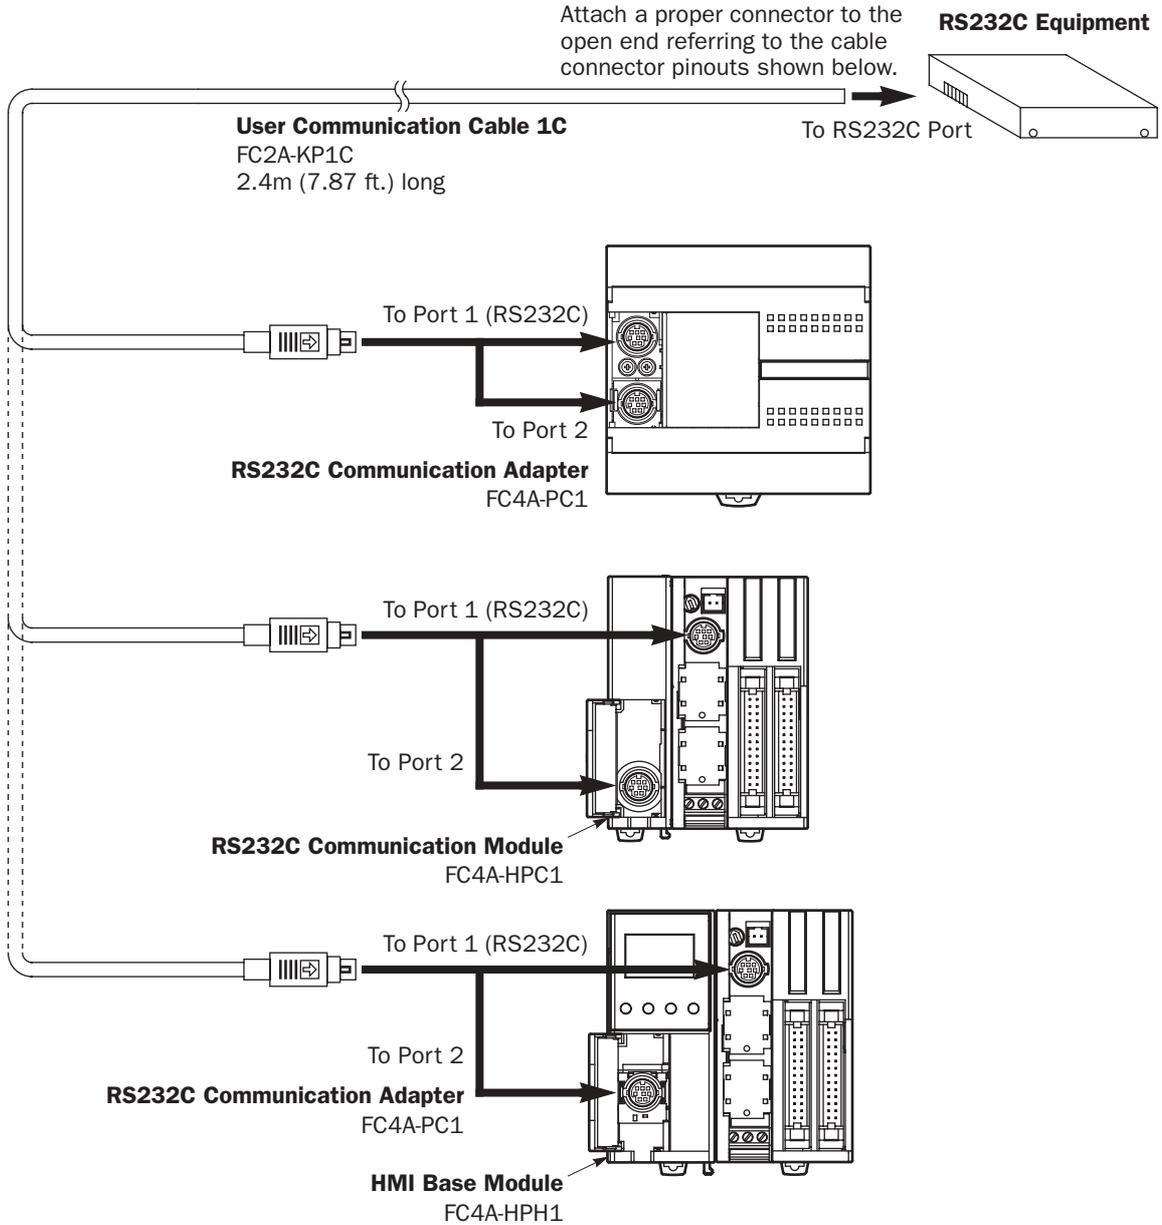 Attach a proper connector to the
open end referring to the cable
connector pinouts shown below.
RS232C Equipment
To RS232C Port
User Communication Cable 1C
FC2A-KP1C
2.4m (7.87 ft.) long
To Port 1 (RS232C)
To Port 2
RS232C Communication Adapter
FC4A-PC1
To Port 1 (RS232C)
To Port 2
RS232C Communication Module
FC4A-HPC1
To Port 1 (RS232C)
To Port 2
RS232C Communication Adapter
FC4A-PC1
HMI Base Module
FC4A-HPH1